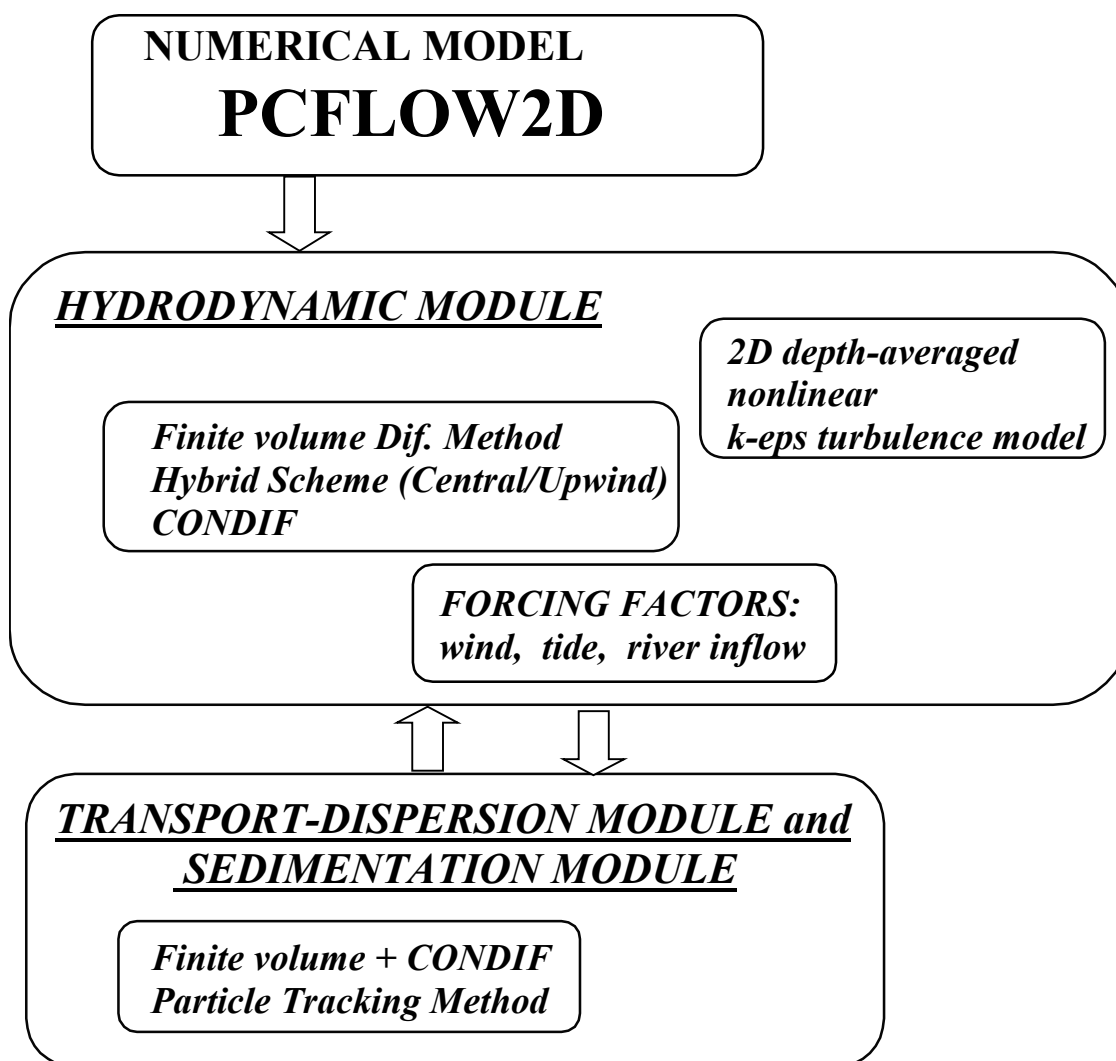 NUMERICAL MODEL
PCFLOW2D
HYDRODYNAMIC MODULE
2D depth-averaged
nonlinear
k-eps turbulence model
Finite volume Dif. Method
Hybrid Scheme (Central/Upwind)
CONDIF
FORCING FACTORS:
wind, tide, river inflow
TRANSPORT-DISPERSION MODULE and
SEDIMENTATION MODULE
Finite volume + CONDIF
Particle Tracking Method